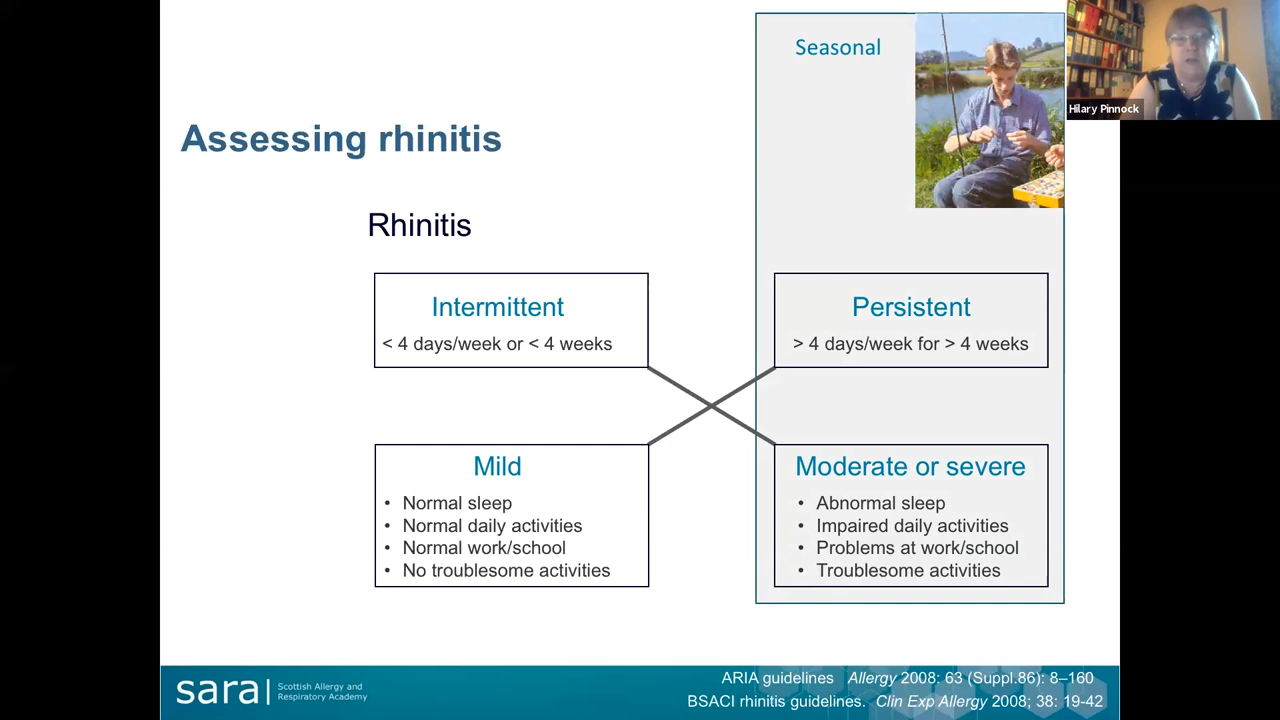 Seasonal
Hilary Pinnock
Assessing rhinitis
Rhinitis
Intermittent
< 4 days/week or < 4 weeks
Persistent
> 4 days/week for > 4 weeks
Mild
• Normal sleep
• Normal daily activities
• Normal work/school
• No troublesome activities
Moderate or severe
• Abnormal sleep
• Impaired daily activities
• Problems at work/school
• Troublesome activities
sara
Scottish Allergy and
Respiratory Academy
ARIA guidelines Allergy 2008: 63 (Suppl.86): 8–160
BSACI rhinitis guidelines. Clin Exp Allergy 2008; 38: 19-42